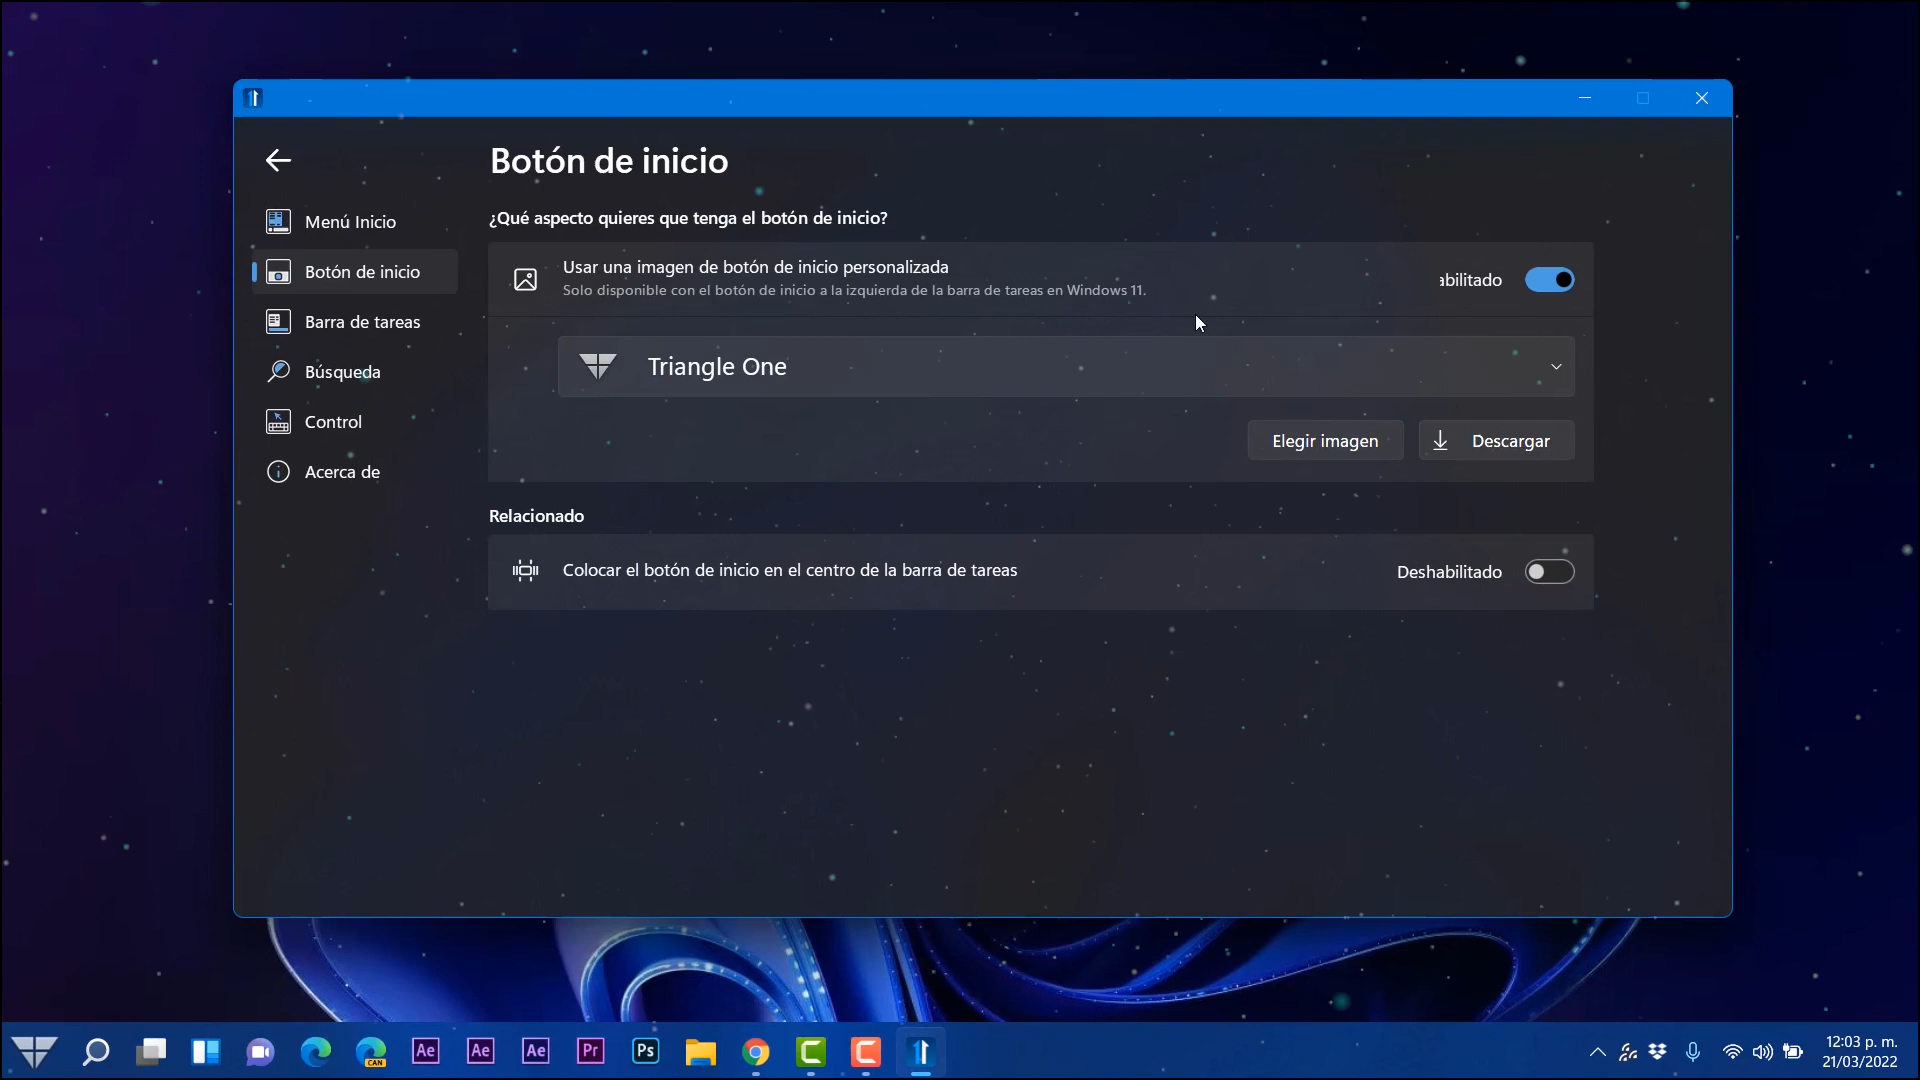 Botón de inicio
¿Qué aspecto quieres que tenga el botón de inicio?
Menú Inicio
Botón de inicio
Barra de tareas
Búsqueda
Control
Acerca de
Usar una imagen de botón de inicio personalizada
Solo disponible con el botón de inicio a la izquierda de la barra de tareas en Windows 11.
abilitado
Triangle One
Elegir imagen
Descargar
Relacionado
Colocar el botón de inicio en el centro de la barra de tareas
Deshabilitado
CAN
Ae
Ae
Ae
Pr
Ps
12:03 p. m.
21/03/2022